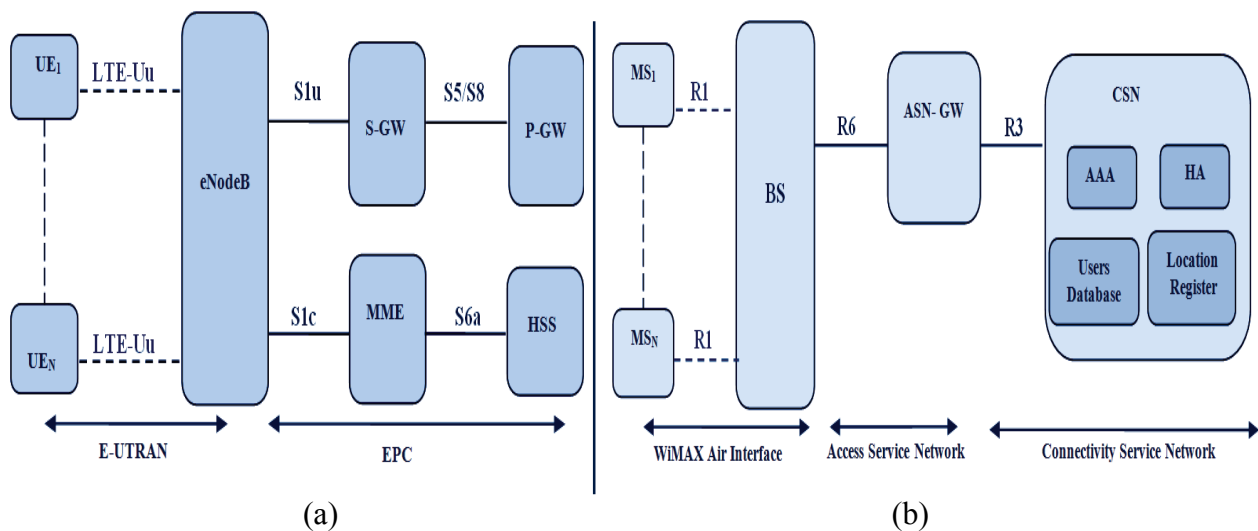 UE1
LTE-Uu
eNodeB
S1u
S-GW
S5/S8
P-GW
UEN
LTE-Uu
S1c
MME
S6a
HSS
E-UTRAN
EPC
(a)
MS1
R1
BS
R6
ASN- GW
R3
CSN
AAA
HA
Users
Database
Location
Register
MSN
R1
WiMAX Air Interface
Access Service Network
Connectivity Service Network
(b)